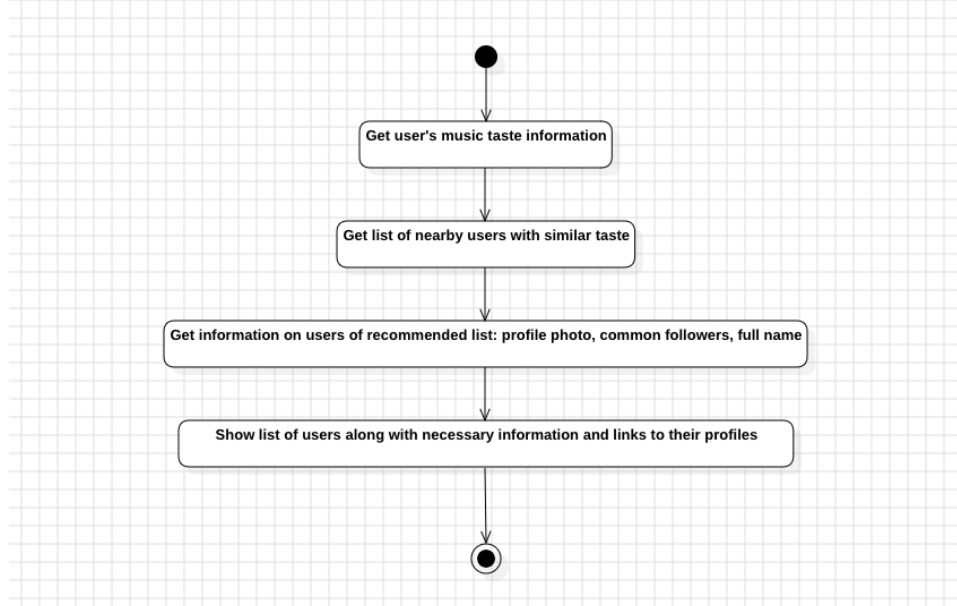 Get user's music taste information
Get list of nearby users with similar taste
Get information on users of recommended list: profile photo, common followers, full name
Show list of users along with necessary information and links to their profiles